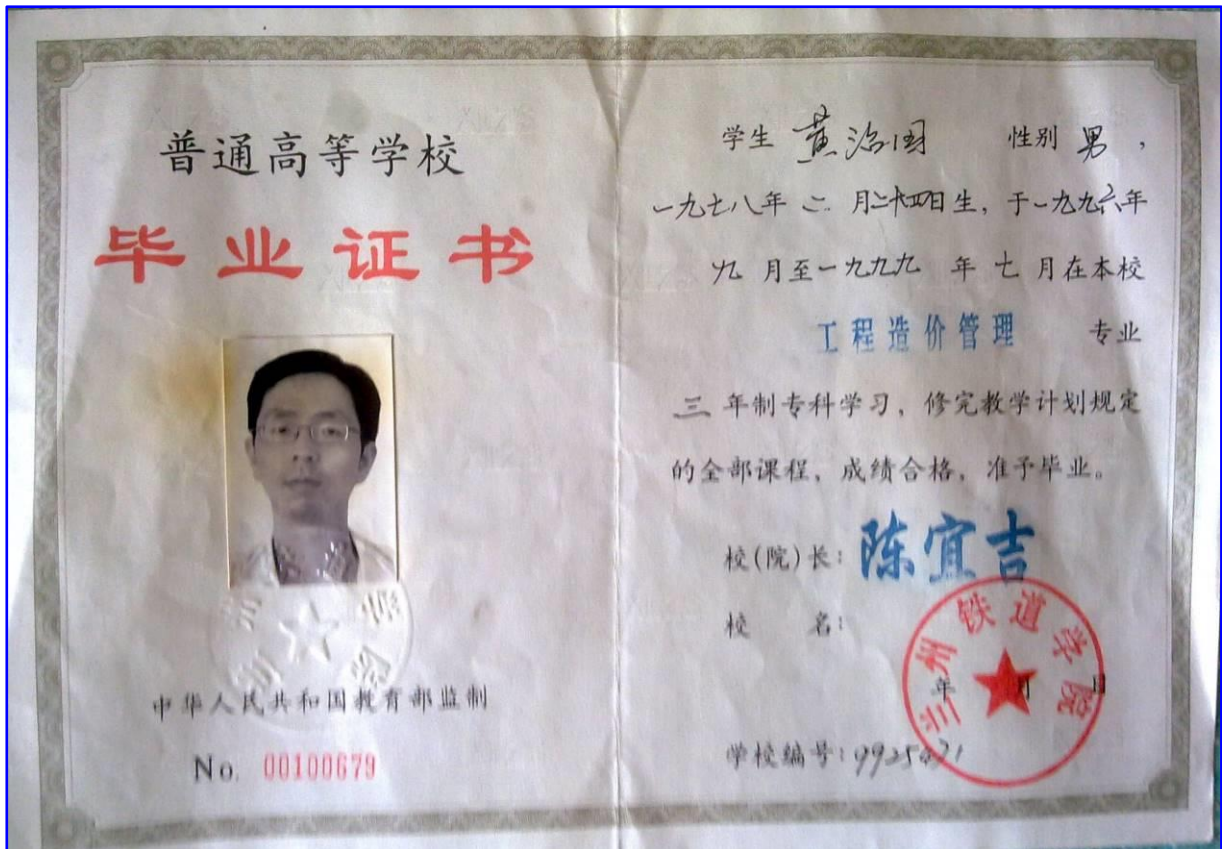 普通高等学校
毕业证书
中华人民共和国教育部监制
No. 00100679
学生 黄治国 性别 男，
一九七八年 二 月二十四日生，于一九九六年
九 月至一九九九 年 七 月在本校
工程造价管理 专业
三 年制专科学习，修完教学计划规定
的全部课程，成绩合格，准予毕业。
校(院)长：陈宜吉
校 名：
兰州铁道学院
年 月 日
学校编号：